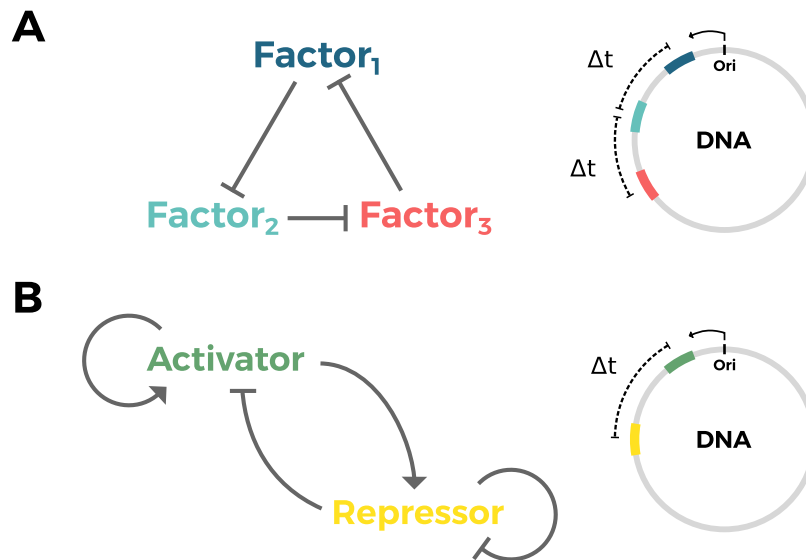 A
Factor₁
Factor₂
Factor₃
Δt
Δt
Ori
DNA
B
Activator
Repressor
Δt
Ori
DNA